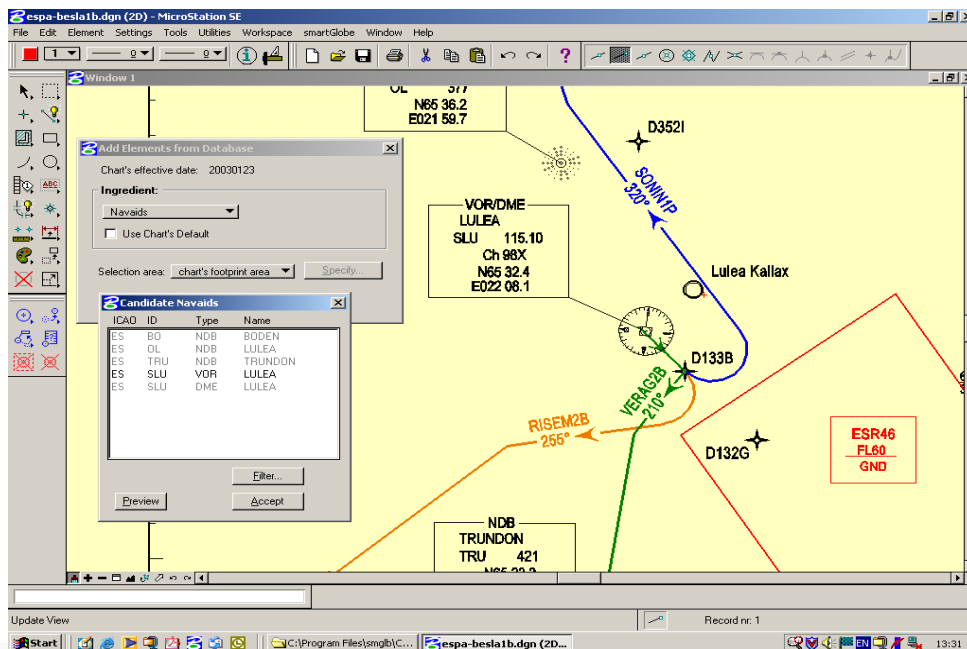 espa-besla1b.dgn (2D) - MicroStation SE
File Edit Element Settings Tools Utilities Workspace smartGlobe Window Help
1 0 0
Window 1
OL 377
N65 36.2
E021 59.7
D352I
SONIN1P
320°
Add Elements from Database
Chart's effective date: 20030123
Ingredient:
Navaids
Use Chart's Default
Selection area: chart's footprint area Specify...
VOR/DME
LULEA
SLU 115.10
Ch 98X
N65 32.4
E022 08.1
Lulea Kallax
Candidate Navaids
ICAO ID Type Name
ES BO NDB BODEN
ES OL NDB LULEA
ES TRU NDB TRUNDON
ES SLU VOR LULEA
ES SLU DME LULEA
Filter...
Preview Accept
D133B
VERAG2B
210°
RISEM2B
255°
D132G
ESR46
FL60
GND
NDB
TRUNDON
TRU 421
Update View
Record nr: 1
Start
C:\Program Files\smglb\C...
espa-besla1b.dgn (2D...
EN
13:31